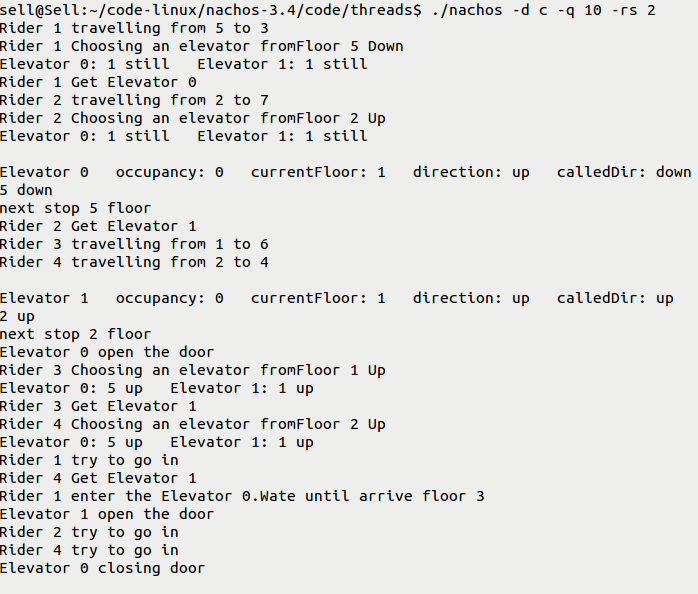 sell@Sell:~/code-linux/nachos-3.4/code/threads$ ./nachos -d c -q 10 -rs 2
Rider 1 travelling from 5 to 3
Rider 1 Choosing an elevator fromFloor 5 Down
Elevator 0: 1 still   Elevator 1: 1 still
Rider 1 Get Elevator 0
Rider 2 travelling from 2 to 7
Rider 2 Choosing an elevator fromFloor 2 Up
Elevator 0: 1 still   Elevator 1: 1 still
Elevator 0   occupancy: 0   currentFloor: 1   direction: up   calledDir: down
5 down
next stop 5 floor
Rider 2 Get Elevator 1
Rider 3 travelling from 1 to 6
Rider 4 travelling from 2 to 4
Elevator 1   occupancy: 0   currentFloor: 1   direction: up   calledDir: up
2 up
next stop 2 floor
Elevator 0 open the door
Rider 3 Choosing an elevator fromFloor 1 Up
Elevator 0: 5 up   Elevator 1: 1 up
Rider 3 Get Elevator 1
Rider 4 Choosing an elevator fromFloor 2 Up
Elevator 0: 5 up   Elevator 1: 1 up
Rider 1 try to go in
Rider 4 Get Elevator 1
Rider 1 enter the Elevator 0.Wate until arrive floor 3
Elevator 1 open the door
Rider 2 try to go in
Rider 4 try to go in
Elevator 0 closing door